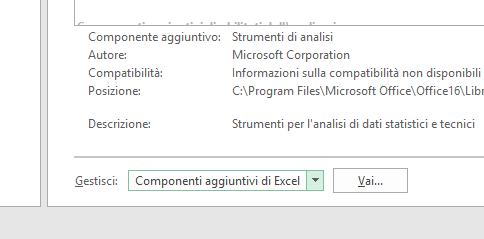 Componente aggiuntivo: Strumenti di analisi
Autore: Microsoft Corporation
Compatibilità: Informazioni sulla compatibilità non disponibili
Posizione: C:\Program Files\Microsoft Office\Office16\Libr
Descrizione: Strumenti per l'analisi di dati statistici e tecnici
Gestisci: Componenti aggiuntivi di Excel Vai...